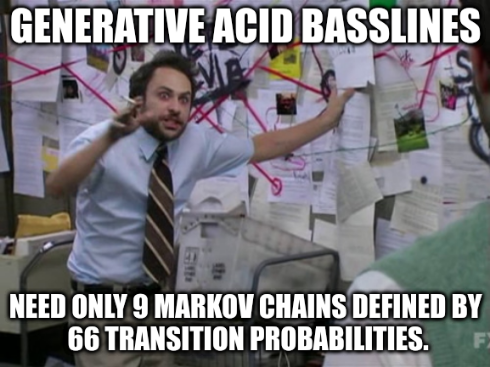 GENERATIVE ACID BASSLINES
NEED ONLY 9 MARKOV CHAINS DEFINED BY
66 TRANSITION PROBABILITIES.
FX